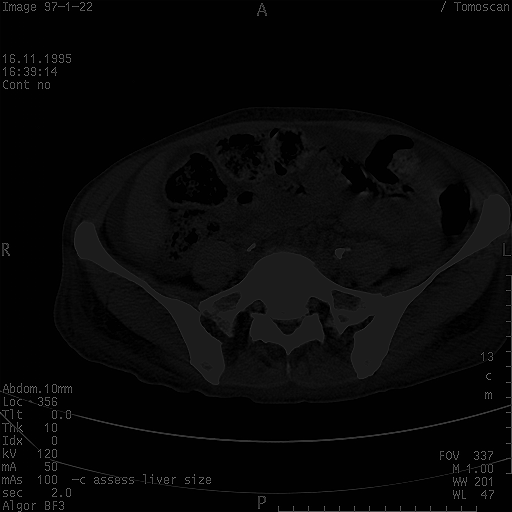 Image 97-1-22
/ Tomoscan
A
16.11.1995
16:39:14
Cont no
R
L
13
c
m
Abdom.10mm
Loc -356
Tlt 0.0
Thk 10
Idx 0
kV 120
mA 50
mAs 100 -c assess liver size
sec 2.0
Algor BF3
P
FOV 337
M 1.00
WW 201
WL 47